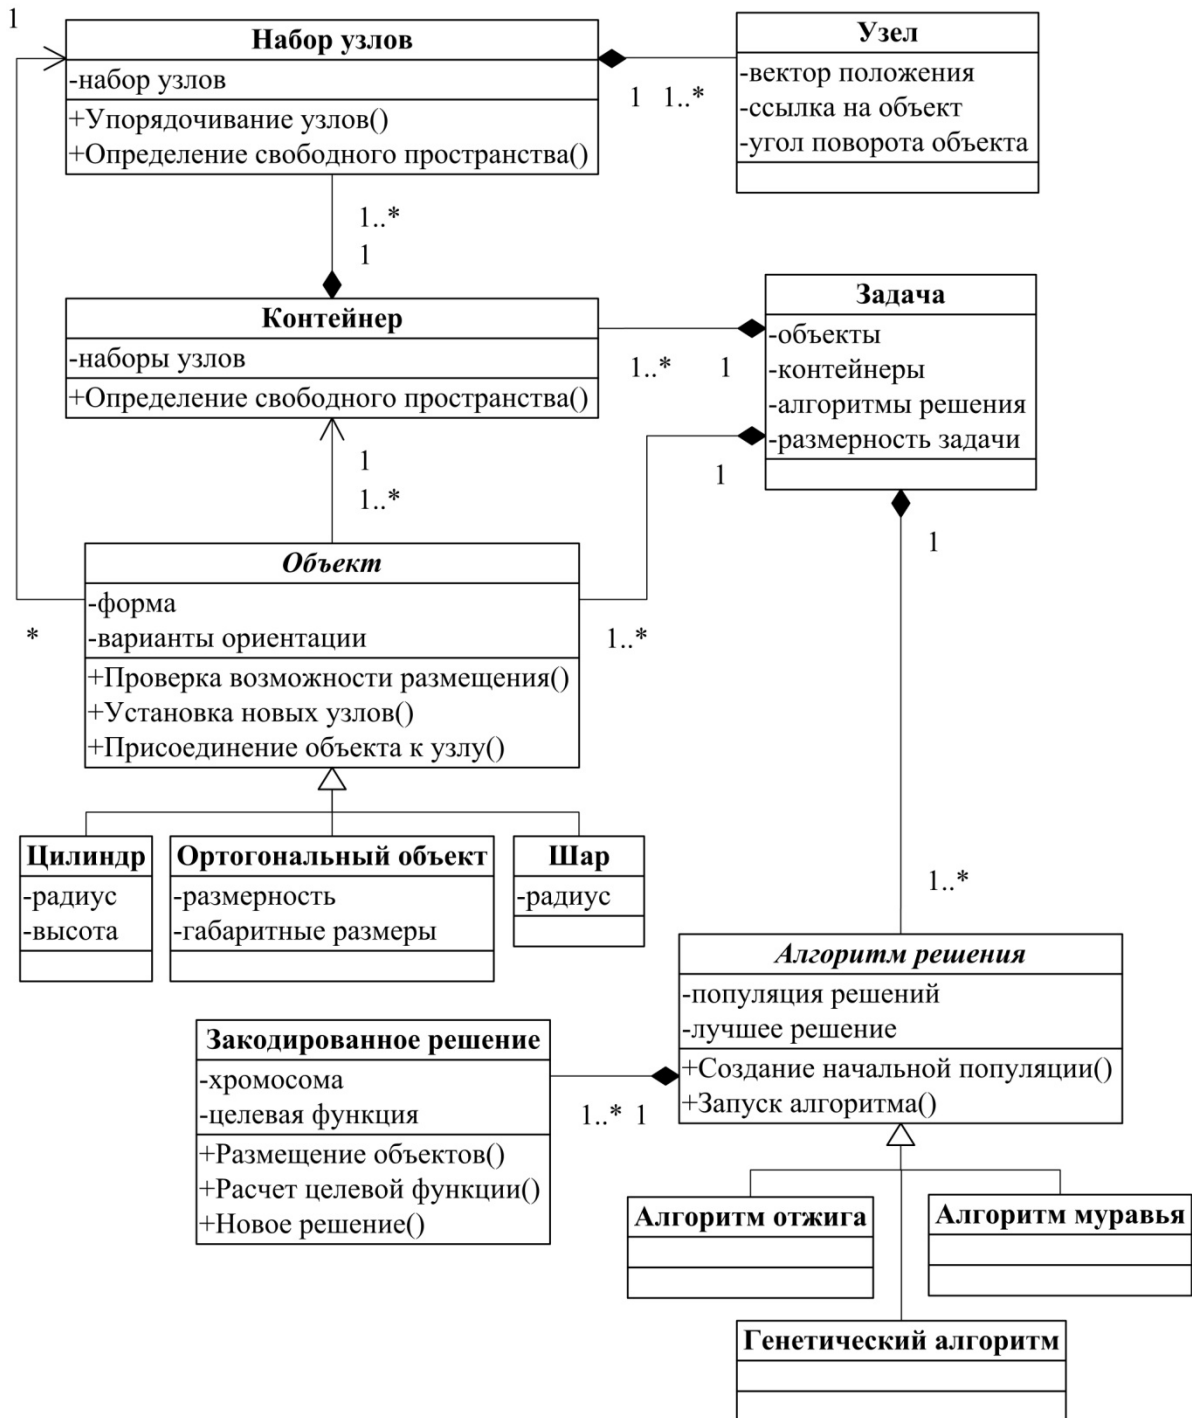 1
Набор узлов
-набор узлов
+Упорядочивание узлов()
+Определение свободного пространства()
1 1..*
Узел
-вектор положения
-ссылка на объект
-угол поворота объекта
1..*
1
Контейнер
-наборы узлов
+Определение свободного пространства()
1..* 1
Задача
-объекты
-контейнеры
-алгоритмы решения
-размерность задачи
1
1..*
1
1
Объект
-форма
-варианты ориентации
+Проверка возможности размещения()
+Установка новых узлов()
+Присоединение объекта к узлу()
*
1..*
Цилиндр
-радиус
-высота
Ортогональный объект
-размерность
-габаритные размеры
Шар
-радиус
1..*
Алгоритм решения
-популяция решений
-лучшее решение
+Создание начальной популяции()
+Запуск алгоритма()
Закодированное решение
-хромосома
-целевая функция
+Размещение объектов()
+Расчет целевой функции()
+Новое решение()
1..* 1
Алгоритм отжига
Алгоритм муравья
Генетический алгоритм